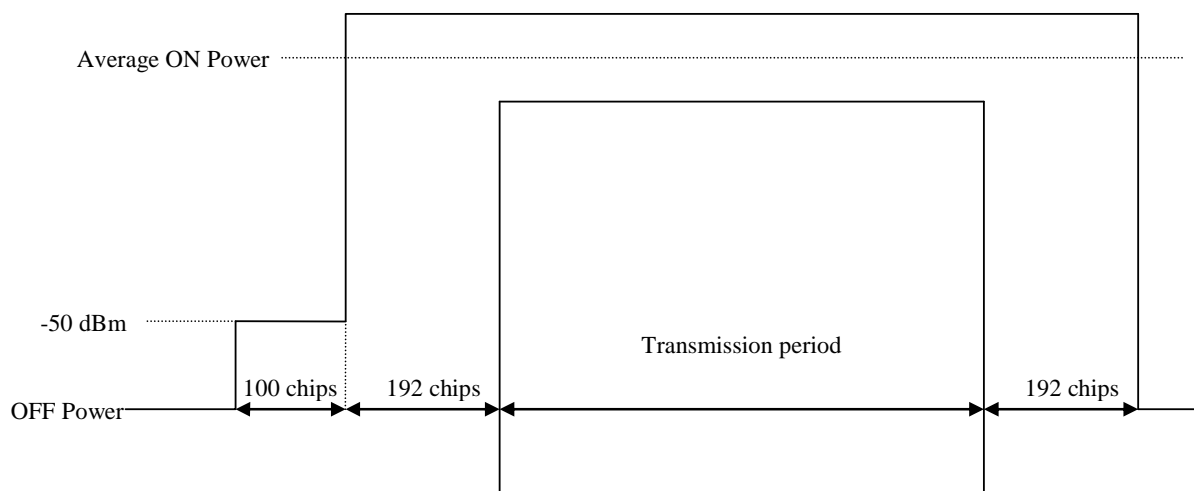 Average ON Power
-50 dBm
Transmission period
100 chips
192 chips
192 chips
OFF Power